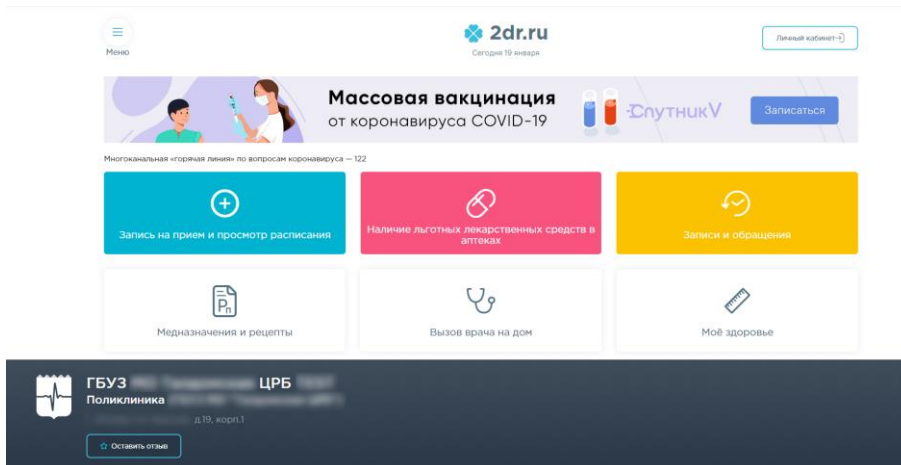 Меню
2dr.ru
Сегодня 19 января
Личный кабинет
Массовая вакцинация
от коронавируса COVID-19
СпутникV
Записаться
Многоканальная «горячая линия» по вопросам коронавируса — 122
Запись на прием и просмотр расписания
Наличие льготных лекарственных средств в
аптеках
Записи и обращения
Рп
Медназначения и рецепты
Вызов врача на дом
Моё здоровье
ГБУЗ ЦРБ
Поликлиника
д.19, корп.1
Оставить отзыв